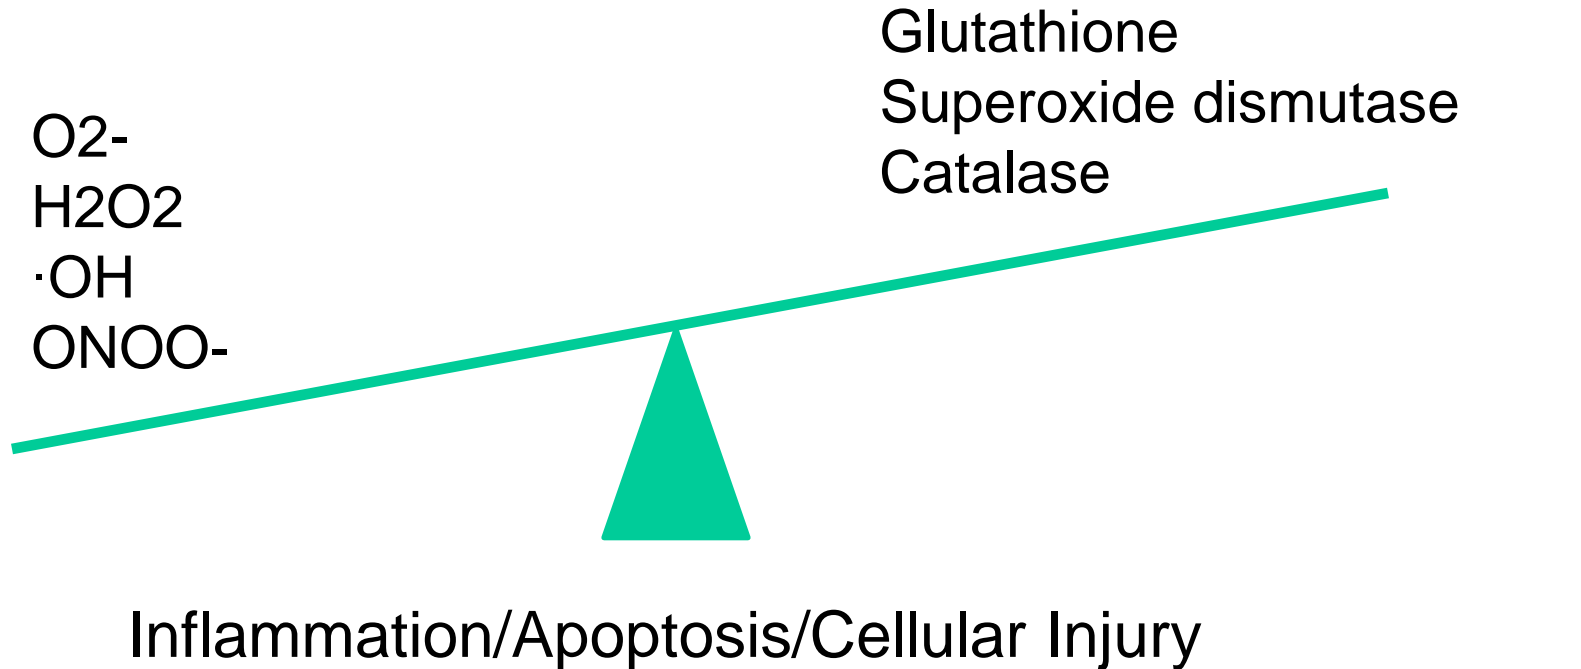 O2-
H2O2
·OH
ONOO-
Glutathione
Superoxide dismutase
Catalase
Inflammation/Apoptosis/Cellular Injury